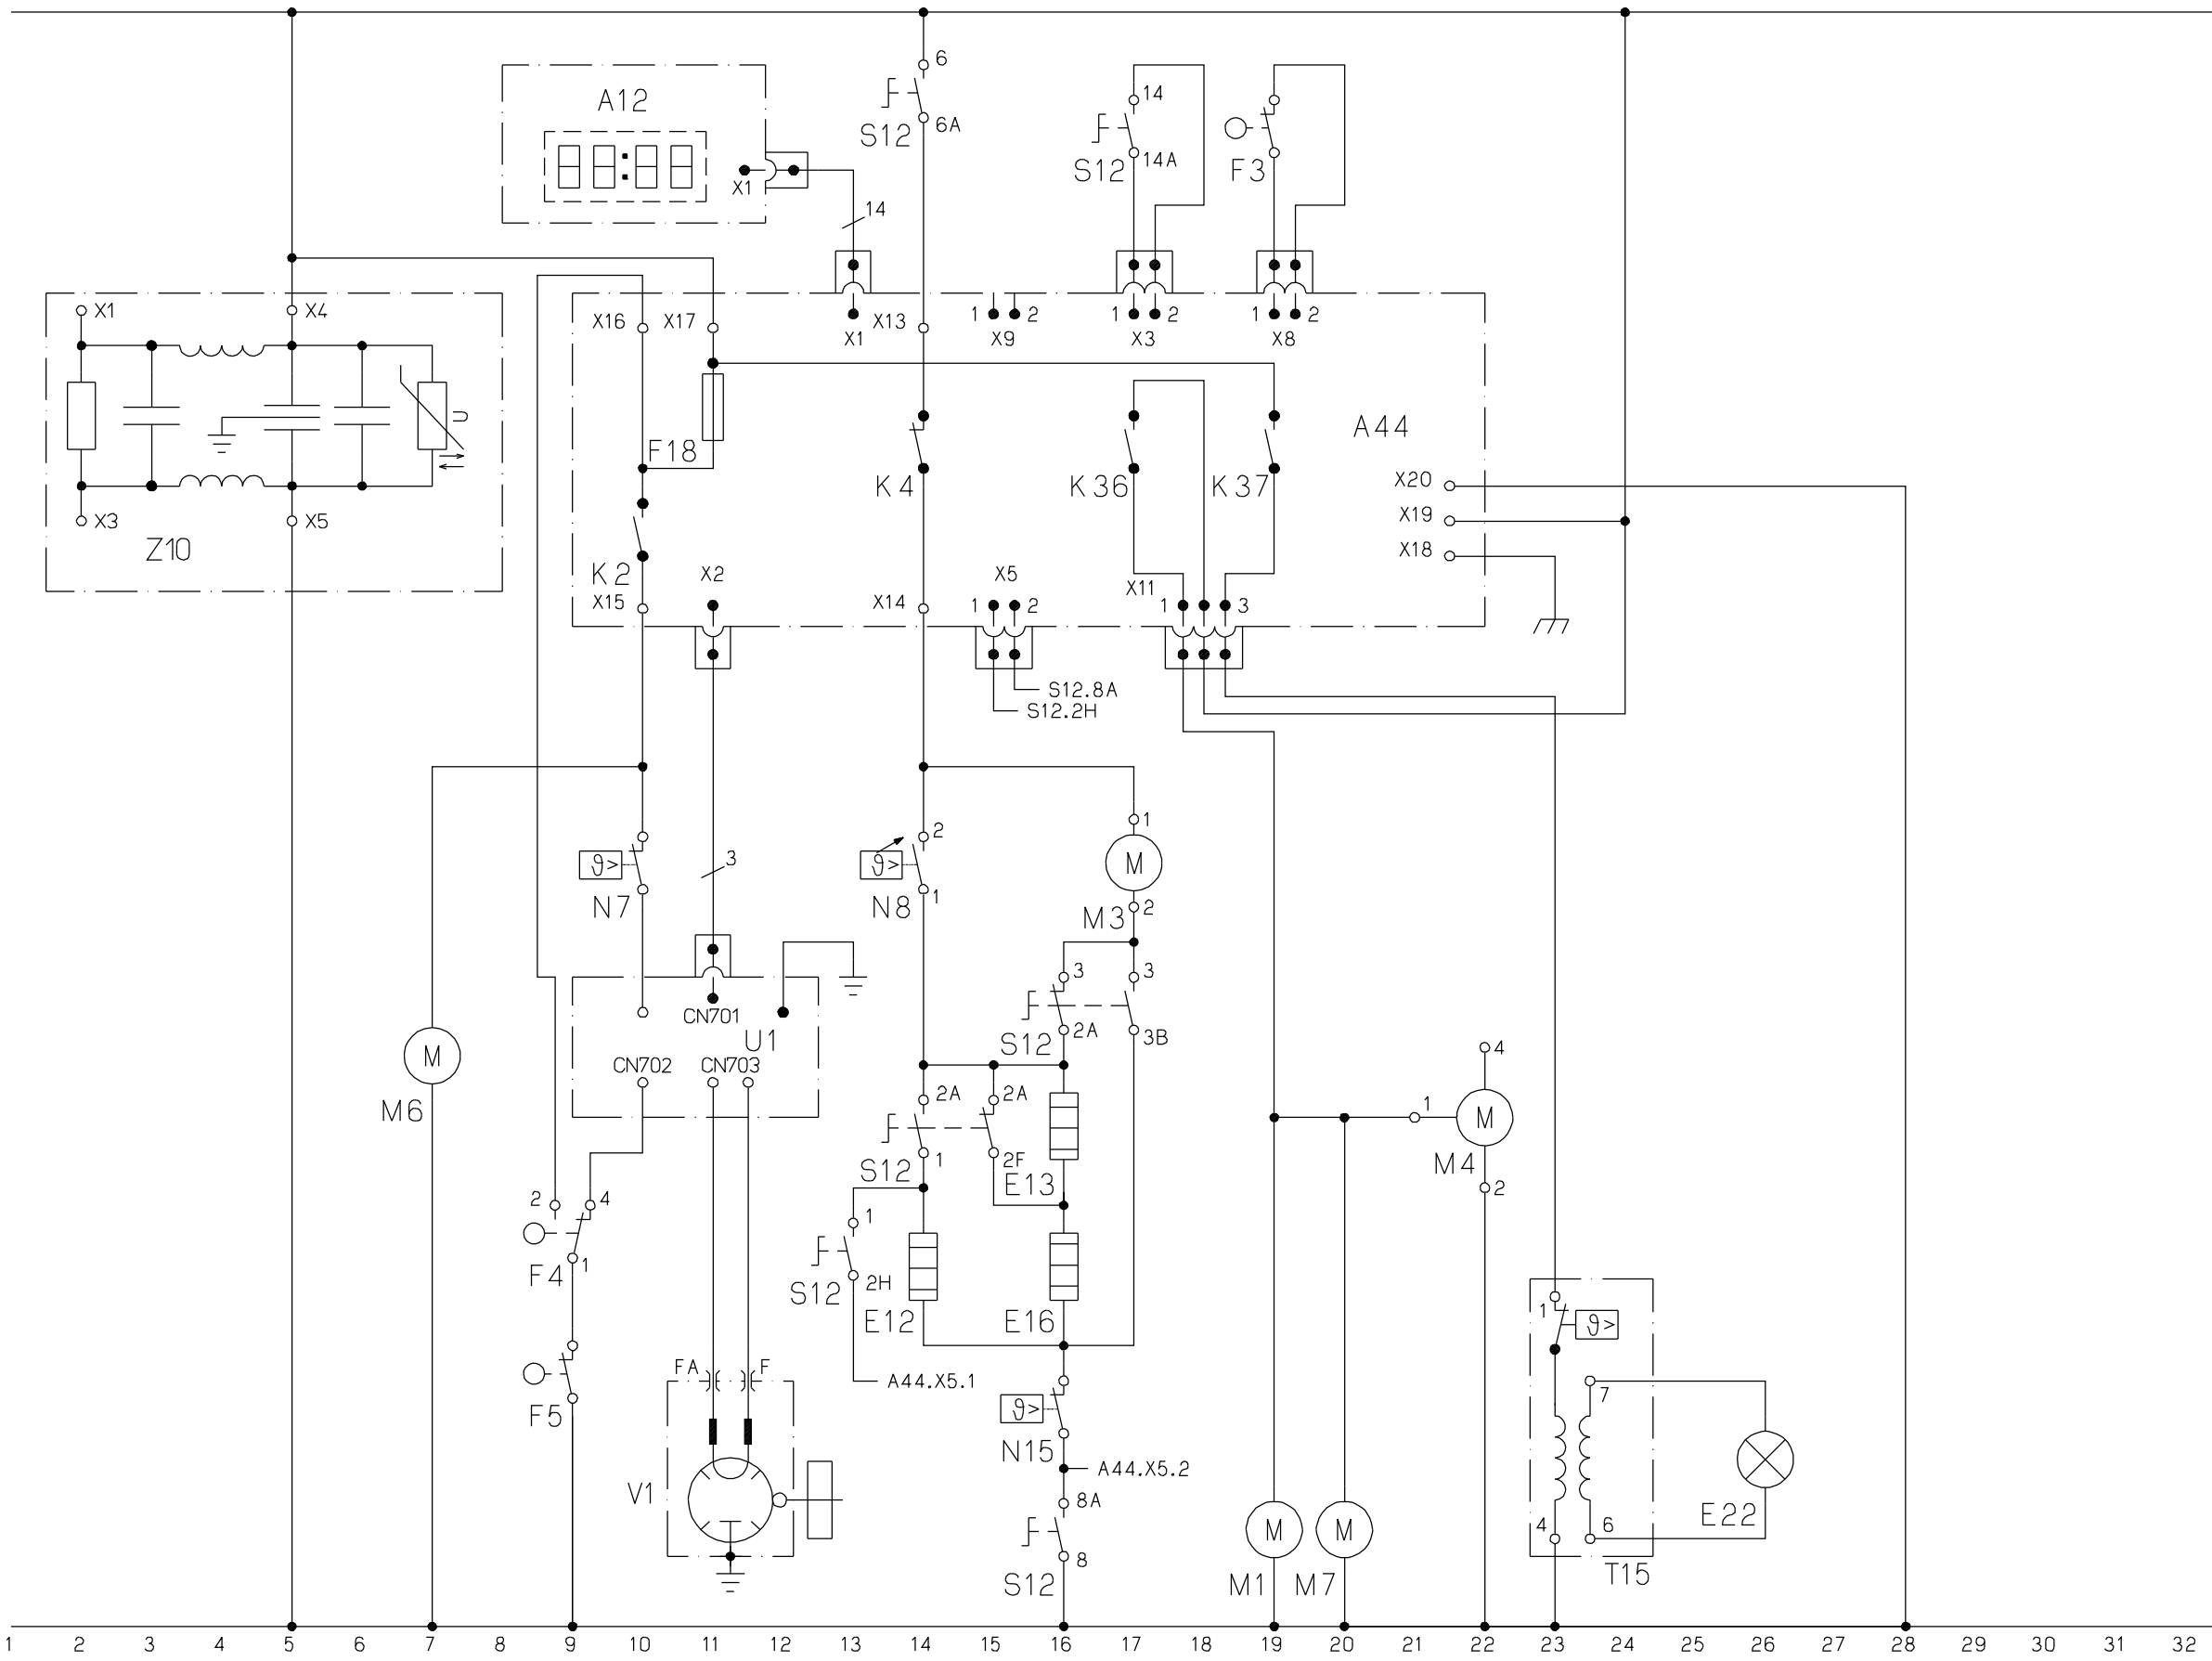 6
A12
S12
6A
14
S12
14A
F3
X1
14
X1
X4
X16
X17
X1
X13
1
2
X9
1
2
X3
1
2
X8
U
F18
A44
K4
K36
K37
X20
X3
X5
X19
Z10
X18
K2
X2
X5
X11
X15
X14
1
2
1
3
S12.8A
S12.2H
1
2
ϑ>
3
ϑ>
M
N7
N8
1
M3
2
3
3
CN701
U1
S12
2A
3B
M
CN702
CN703
M6
2A
2A
4
1
M
S12
1
2F
E13
M4
2
2
4
1
F4
1
S12
2H
E12
E16
1
ϑ>
FA
F
A44.X5.1
7
F5
ϑ>
N15
A44.X5.2
V1
8A
E22
M
M
4
6
S12
8
M1
M7
T15
1 2 3 4 5 6 7 8 9 10 11 12 13 14 15 16 17 18 19 20 21 22 23 24 25 26 27 28 29 30 31 32